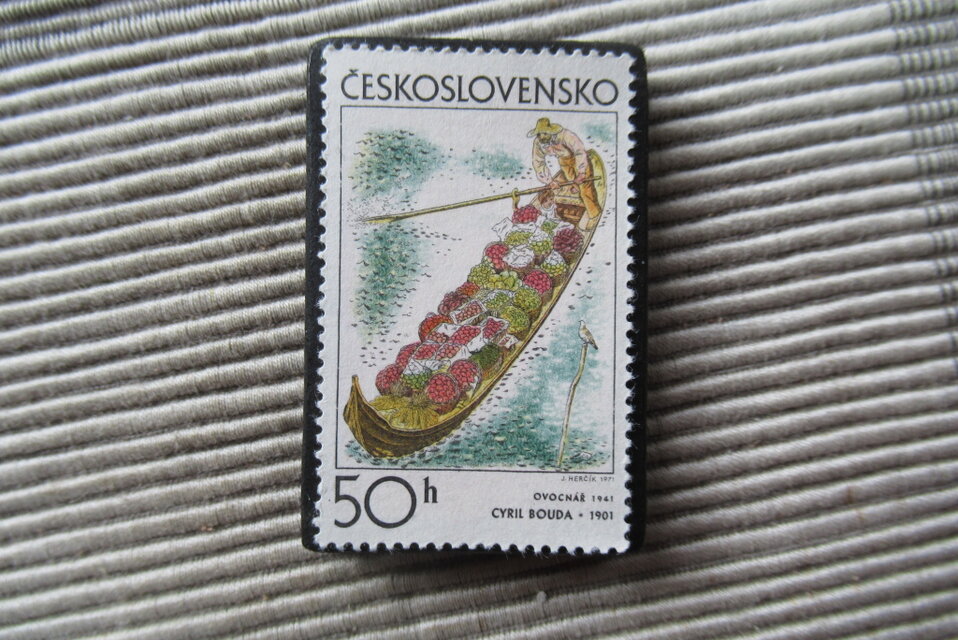 ČESKOSLOVENSKO
J. HERČÍK 1971
50h
OVOCNÁŘ 1941
CYRIL BOUDA * 1901